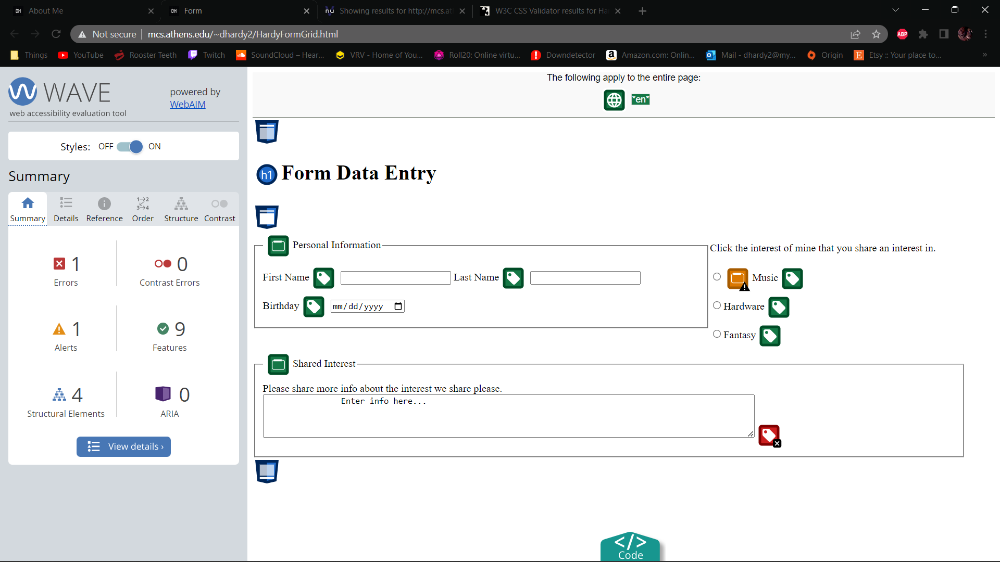 DH About Me
DH Form
nu Showing results for http://mcs.at
W3C CSS Validator results for Ha
Not secure mcs.athens.edu/~dhardy2/HardyFormGrid.html
ABP
Things YouTube Rooster Teeth Twitch SoundCloud – Hear... VRV - Home of You... Roll20: Online virtu... Downdetector Amazon.com: Onlin... Mail - dhardy2@my... Origin Etsy :: Your place to... »
WAVE
web accessibility evaluation tool
powered by
WebAIM
Styles: OFF ON
Summary
Summary Details Reference Order Structure Contrast
1
Errors
0
Contrast Errors
1
Alerts
9
Features
4
Structural Elements
0
ARIA
View details ›
The following apply to the entire page:
*en*
h1 Form Data Entry
Personal Information
First Name
Last Name
Birthday mm/dd/yyyy
Click the interest of mine that you share an interest in.
Music
Hardware
Fantasy
Shared Interest
Please share more info about the interest we share please.
Enter info here...
</>
Code